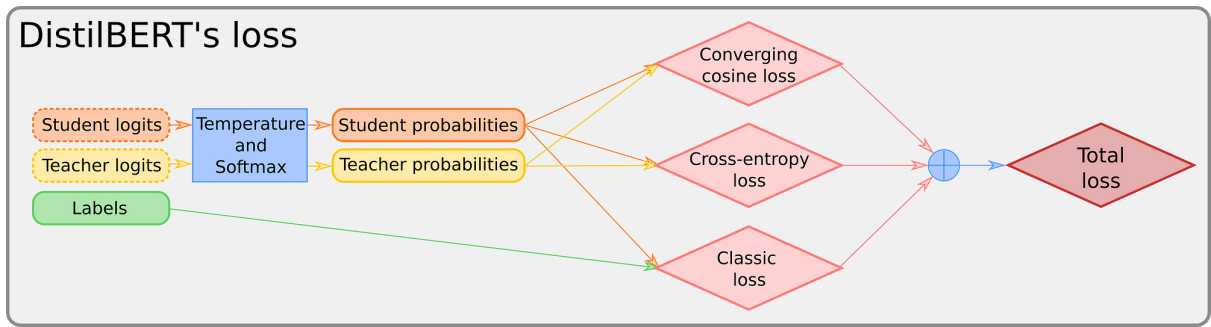 DistilBERT's loss
Student logits
Teacher logits
Labels
Temperature
and
Softmax
Student probabilities
Teacher probabilities
Converging
cosine loss
Cross-entropy
loss
Classic
loss
Total
loss